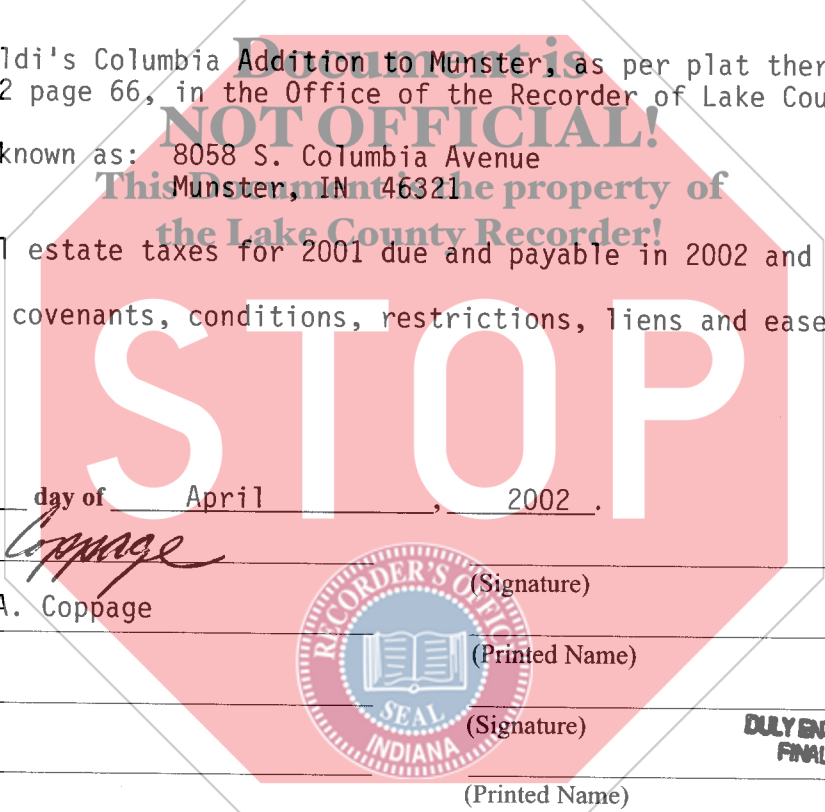 ldi's Columbia Addition to Munster, as per plat ther
Document is
2 page 66, in the Office of the Recorder of Lake Cou
NOT OFFICIAL!
known as: 8058 S. Columbia Avenue
This Document is the property of
Munster, IN 46321
the Lake County Recorder!
l estate taxes for 2001 due and payable in 2002 and
covenants, conditions, restrictions, liens and ease
STOP
day of April , 2002 .
Coppage
(Signature)
A. Coppage
(Printed Name)
RECORDER'S OFFICE
SEAL
INDIANA
(Signature)
DULY EN
FINAL
(Printed Name)